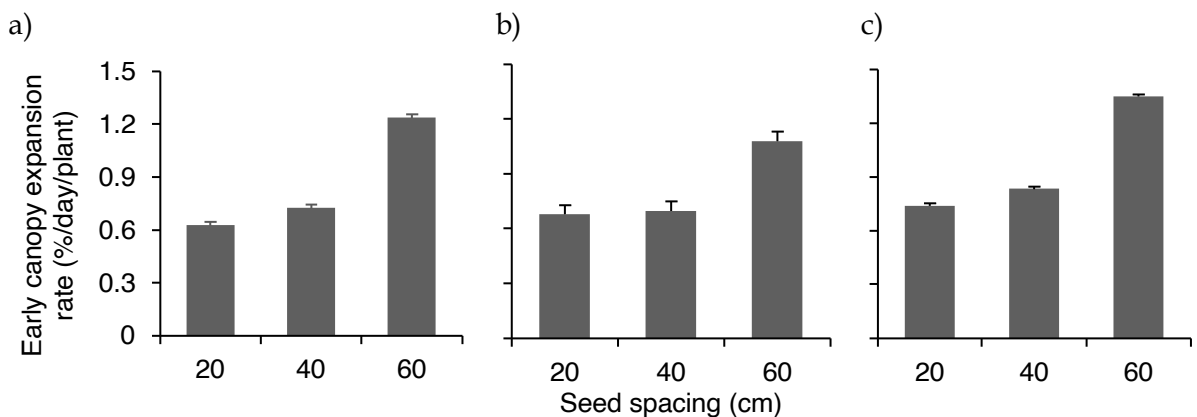 a)
b)
c)
Early canopy expansion
rate (%/day/plant)
1.5
1.2
0.9
0.6
0.3
0
20 40 60
20 40 60
20 40 60
Seed spacing (cm)